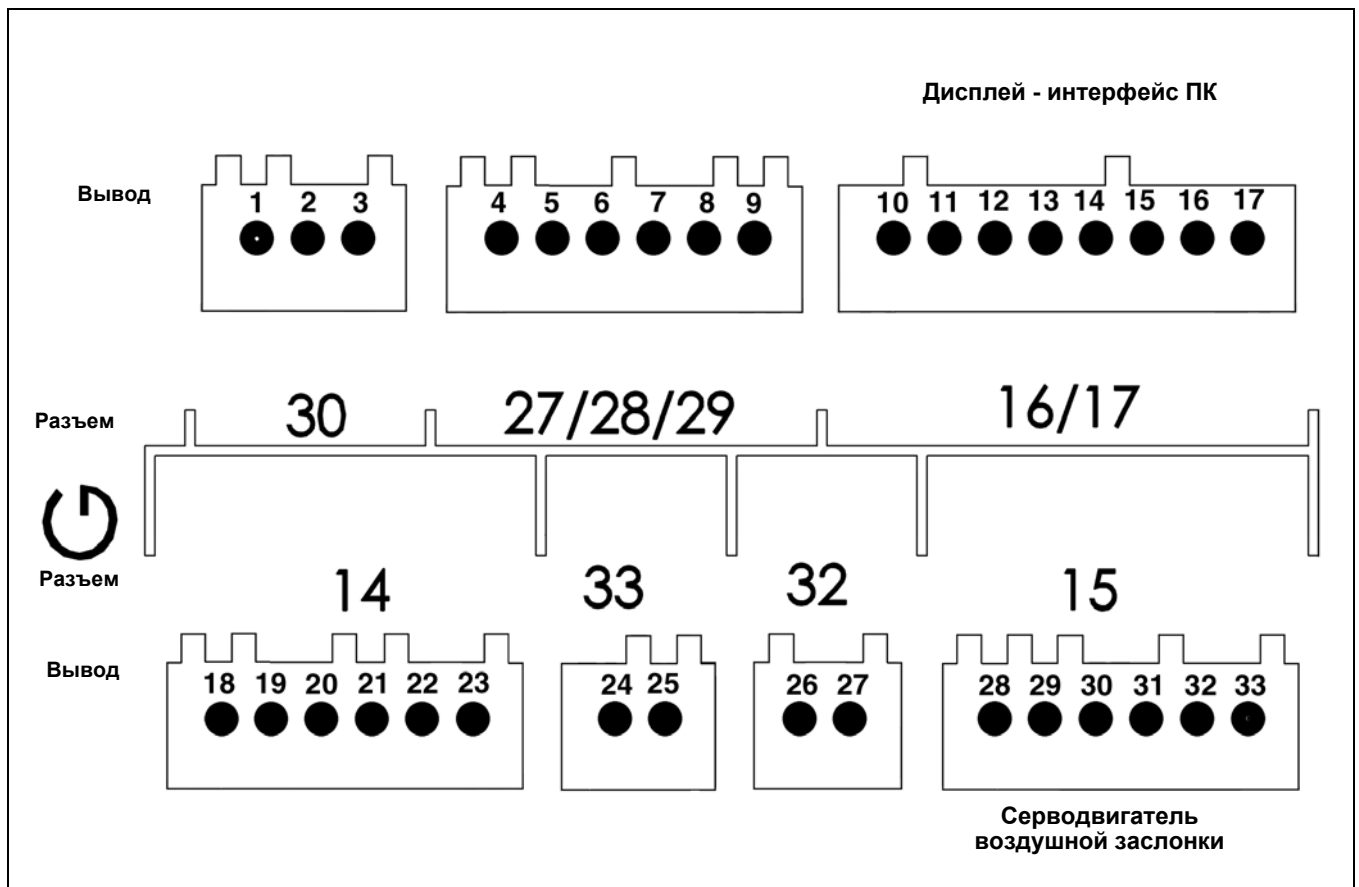 Дисплей - интерфейс ПК
Вывод
1 2 3 4 5 6 7 8 9 10 11 12 13 14 15 16 17
Разъем 30 27/28/29 16/17
Разъем 14 33 32 15
Вывод
18 19 20 21 22 23 24 25 26 27 28 29 30 31 32 33
Серводвигатель
воздушной заслонки